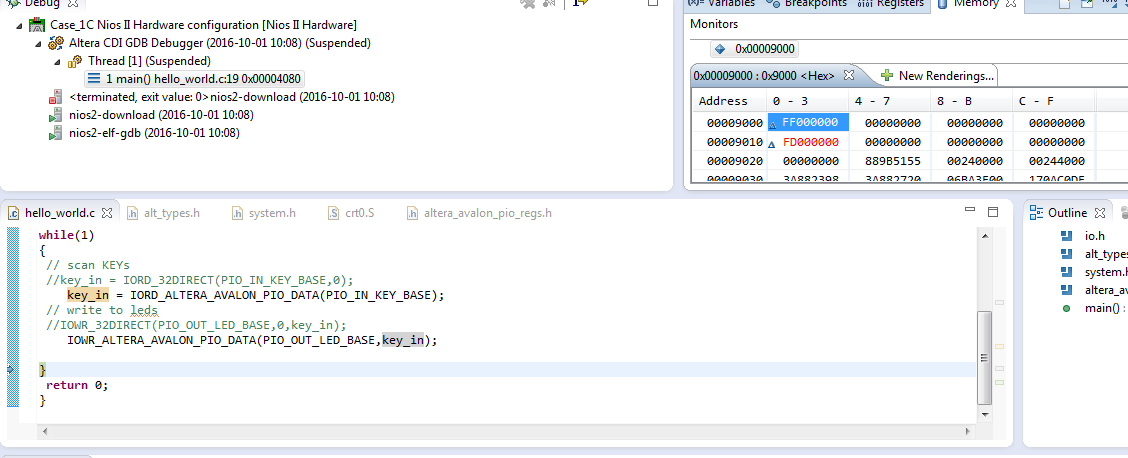 Debug
Variables Breakpoints Registers Memory
Case_1C Nios II Hardware configuration [Nios II Hardware]
Altera CDI GDB Debugger (2016-10-01 10:08) (Suspended)
Thread [1] (Suspended)
1 main() hello_world.c:19 0x00004080
<terminated, exit value: 0>nios2-download (2016-10-01 10:08)
nios2-download (2016-10-01 10:08)
nios2-elf-gdb (2016-10-01 10:08)
Monitors
0x00009000
0x00009000 : 0x9000 <Hex> New Renderings...
Address 0 - 3 4 - 7 8 - B C - F
00009000 FF000000 00000000 00000000 00000000
00009010 FD000000 00000000 00000000 00000000
00009020 00000000 889B5155 00240000 00244000
00009030 3A882398 3A882720 06BA3E00 170AC0DE
hello_world.c alt_types.h system.h crt0.S altera_avalon_pio_regs.h
while(1)
{
// scan KEYs
//key_in = IORD_32DIRECT(PIO_IN_KEY_BASE,0);
key_in = IORD_ALTERA_AVALON_PIO_DATA(PIO_IN_KEY_BASE);
// write to leds
//IOWR_32DIRECT(PIO_OUT_LED_BASE,0,key_in);
IOWR_ALTERA_AVALON_PIO_DATA(PIO_OUT_LED_BASE,key_in);
}
return 0;
}
Outline
io.h
alt_types
system.h
altera_av
main() :